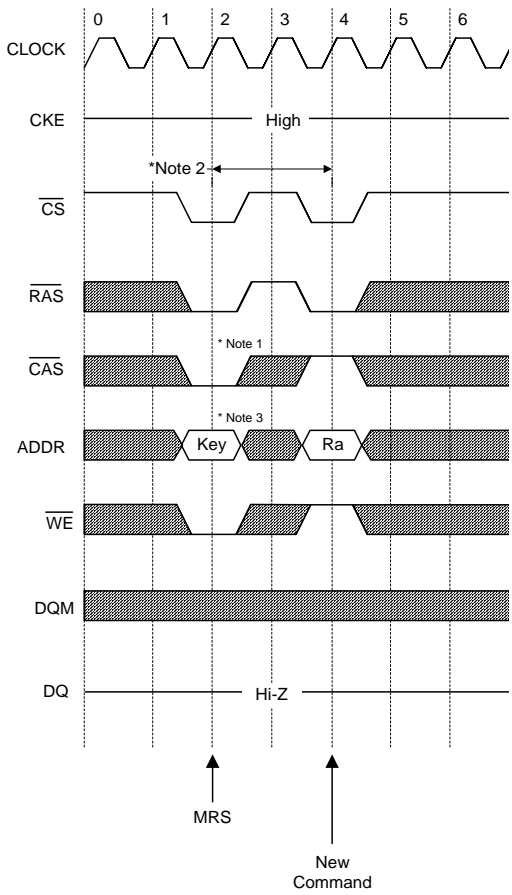 0 1 2 3 4 5 6
CLOCK
CKE High
*Note 2
CS
RAS
* Note 1
CAS
* Note 3
ADDR Key Ra
WE
DQM
DQ Hi-Z
MRS
New
Command